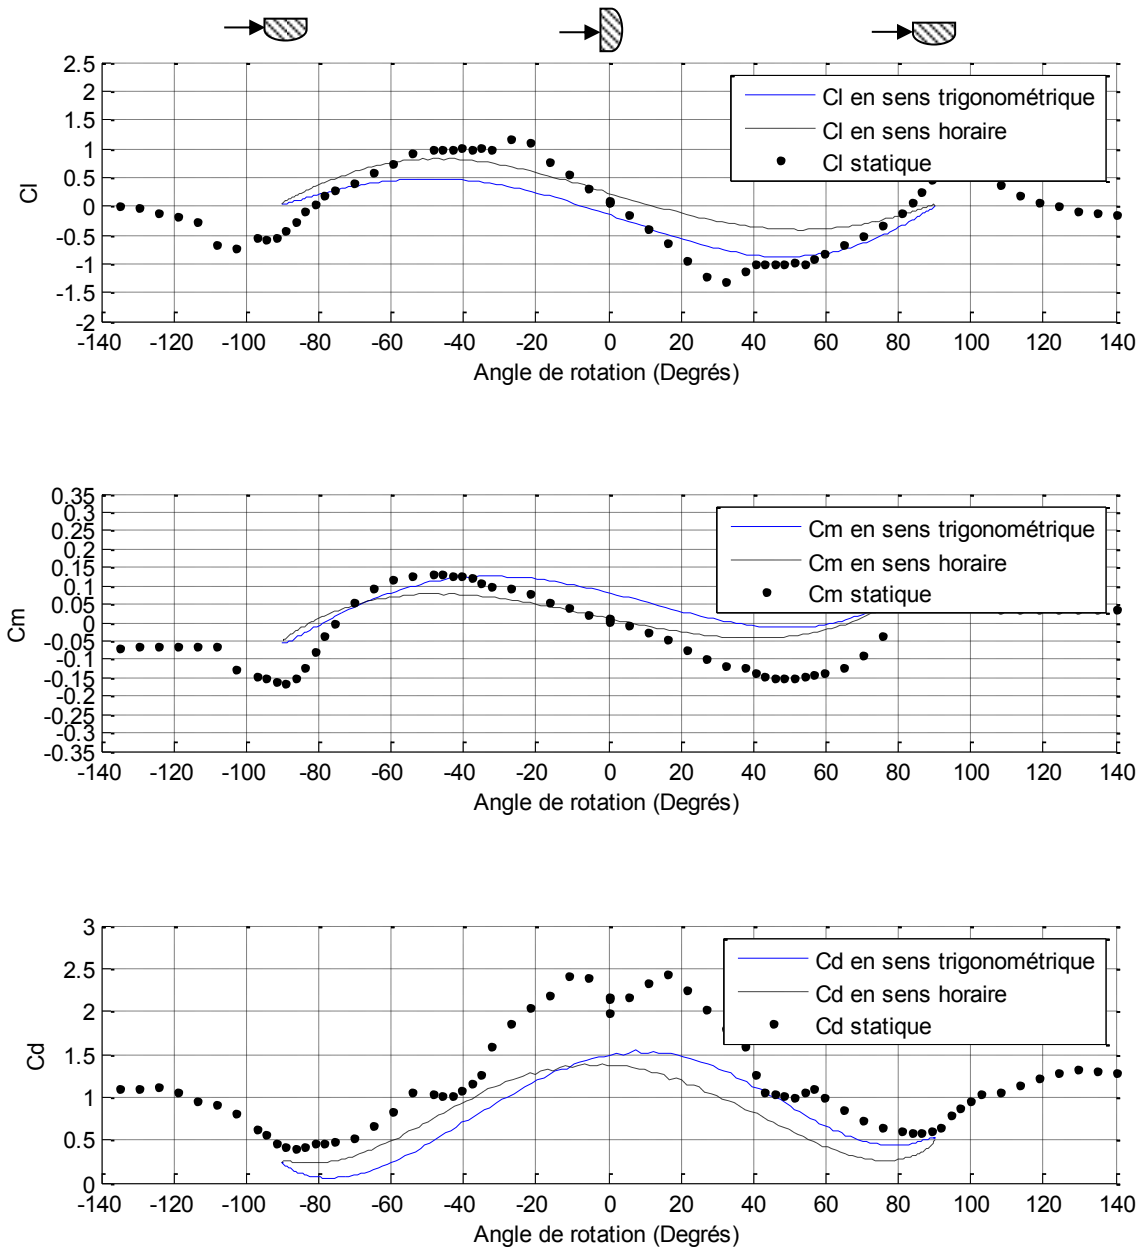 2.5
2
1.5
1
0.5
0
-0.5
-1
-1.5
-2
Cl
Cl en sens trigonométrique
Cl en sens horaire
Cl statique
-140 -120 -100 -80 -60 -40 -20 0 20 40 60 80 100 120 140
Angle de rotation (Degrés)
0.35
0.3
0.25
0.2
0.15
0.1
0.05
0
-0.05
-0.1
-0.15
-0.2
-0.25
-0.3
-0.35
Cm
Cm en sens trigonométrique
Cm en sens horaire
Cm statique
-140 -120 -100 -80 -60 -40 -20 0 20 40 60 80 100 120 140
Angle de rotation (Degrés)
3
2.5
2
1.5
1
0.5
0
Cd
Cd en sens trigonométrique
Cd en sens horaire
Cd statique
-140 -120 -100 -80 -60 -40 -20 0 20 40 60 80 100 120 140
Angle de rotation (Degrés)